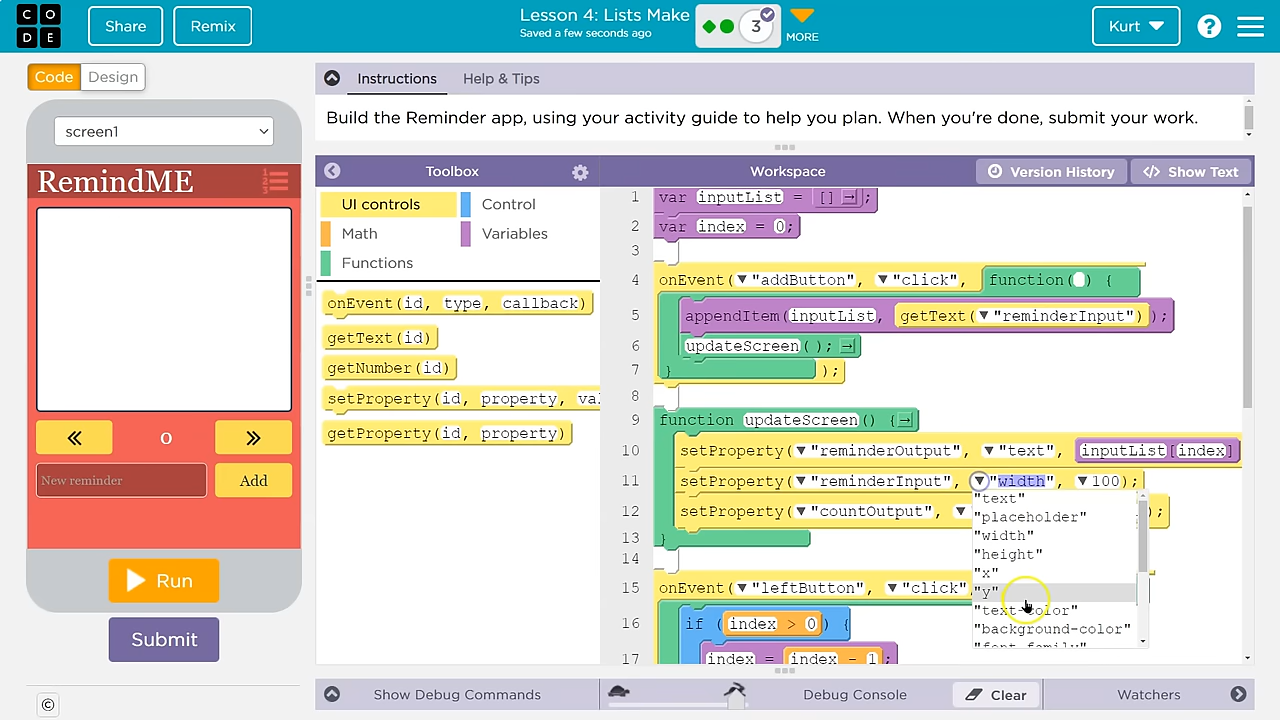 C O D E
Share
Remix
Lesson 4: Lists Make
Saved a few seconds ago
3
MORE
Kurt
?
Code
Design
Instructions
Help & Tips
Build the Reminder app, using your activity guide to help you plan. When you're done, submit your work.
screen1
RemindME
0
New reminder
Add
Run
Submit
©
Toolbox
UI controls
Control
Math
Variables
Functions
onEvent(id, type, callback)
getText(id)
getNumber(id)
setProperty(id, property, va
getProperty(id, property)
Workspace
Version History
</> Show Text
1 var inputList = [];
2 var index = 0;
3
4 onEvent("addButton", "click", function( ) {
5 appendItem(inputList, getText("reminderInput"));
6 updateScreen();
7 });
8
9 function updateScreen() {
10 setProperty("reminderOutput", "text", inputList[index]
11 setProperty("reminderInput", "width", 100);
12 setProperty("countOutput", );
13 }
14
15 onEvent("leftButton", "click",
16 if (index > 0) {
17 index = index - 1;
"text"
"placeholder"
"width"
"height"
"x"
"y"
"text-color"
"background-color"
"font-family"
Show Debug Commands
Debug Console
Clear
Watchers